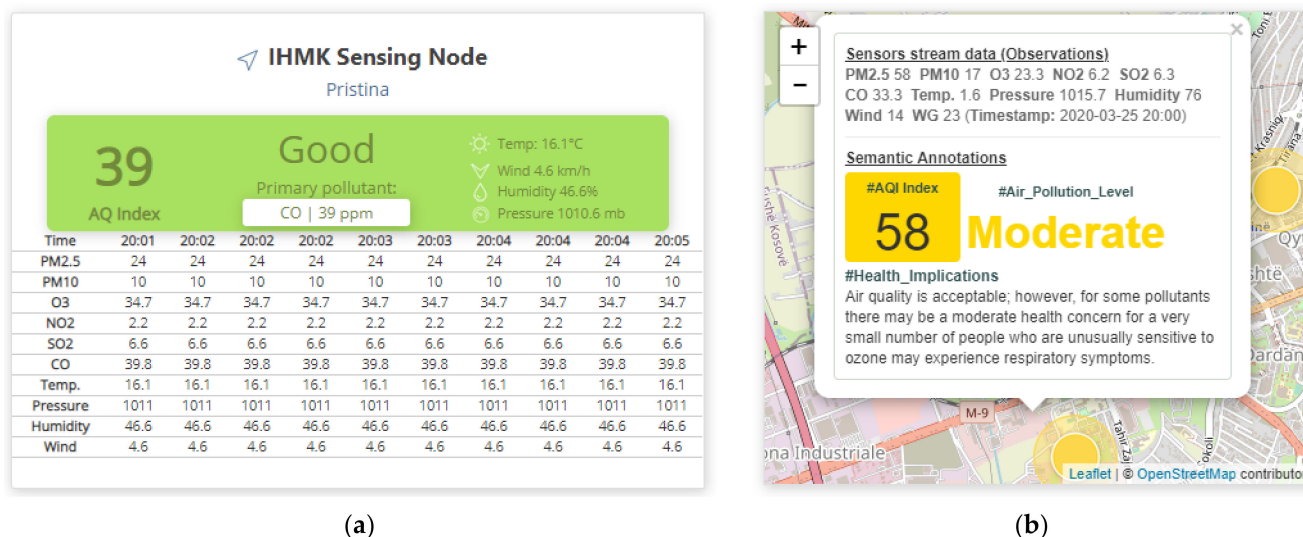 IHMK Sensing Node
Pristina
39
AQ Index
Good
Primary pollutant:
CO | 39 ppm
Temp: 16.1°C
Wind 4.6 km/h
Humidity 46.6%
Pressure 1010.6 mb
Time 20:01 20:02 20:02 20:02 20:03 20:03 20:04 20:04 20:04 20:05
PM2.5 24 24 24 24 24 24 24 24 24 24
PM10 10 10 10 10 10 10 10 10 10 10
O3 34.7 34.7 34.7 34.7 34.7 34.7 34.7 34.7 34.7 34.7
NO2 2.2 2.2 2.2 2.2 2.2 2.2 2.2 2.2 2.2 2.2
SO2 6.6 6.6 6.6 6.6 6.6 6.6 6.6 6.6 6.6 6.6
CO 39.8 39.8 39.8 39.8 39.8 39.8 39.8 39.8 39.8 39.8
Temp. 16.1 16.1 16.1 16.1 16.1 16.1 16.1 16.1 16.1 16.1
Pressure 1011 1011 1011 1011 1011 1011 1011 1011 1011 1011
Humidity 46.6 46.6 46.6 46.6 46.6 46.6 46.6 46.6 46.6 46.6
Wind 4.6 4.6 4.6 4.6 4.6 4.6 4.6 4.6 4.6 4.6
(a)
+
−
×
Sensors stream data (Observations)
PM2.5 58 PM10 17 O3 23.3 NO2 6.2 SO2 6.3
CO 33.3 Temp. 1.6 Pressure 1015.7 Humidity 76
Wind 14 WG 23 (Timestamp: 2020-03-25 20:00)
Semantic Annotations
#AQI Index
58
#Air_Pollution_Level
Moderate
#Health_Implications
Air quality is acceptable; however, for some pollutants
there may be a moderate health concern for a very
small number of people who are unusually sensitive to
ozone may experience respiratory symptoms.
Fushë Kosovë
Toni
Tirana
Krasniq
Qyt
shtë
Dardan
M-9
ona Industriale
Tahir Zaj
okoli
Leaflet | © OpenStreetMap contributor
(b)